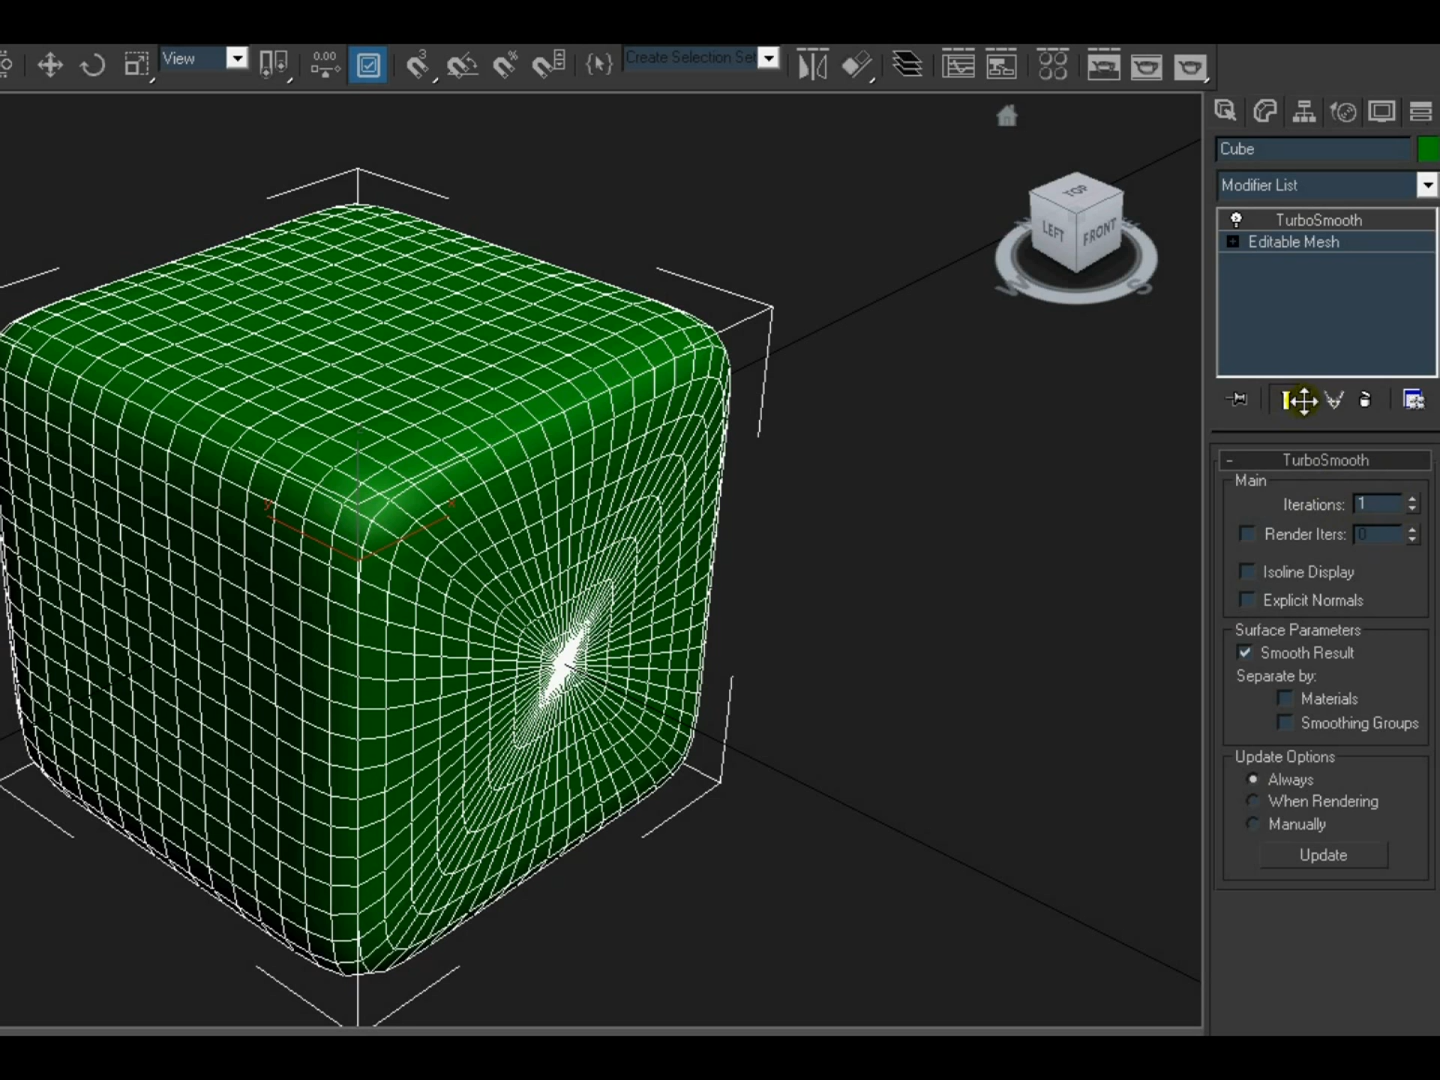 View
0.00
3
%
Create Selection Set
Cube
Modifier List
TOP
LEFT
FRONT
W
S
TurboSmooth
Editable Mesh
y
x
TurboSmooth
Main
Iterations: 1
Render Iters: 0
Isoline Display
Explicit Normals
Surface Parameters
Smooth Result
Separate by:
Materials
Smoothing Groups
Update Options
Always
When Rendering
Manually
Update